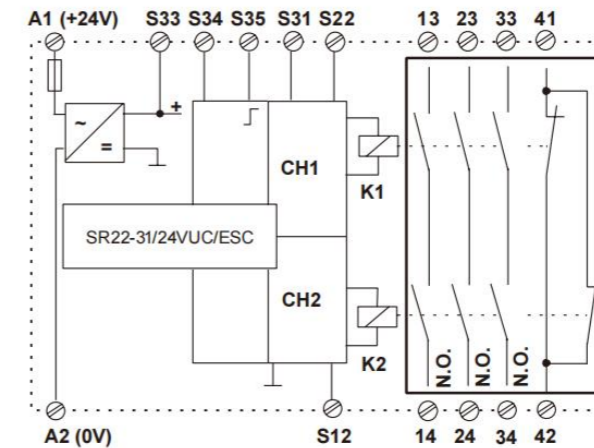 A1 (+24V) S33 S34 S35 S31 S22 13 23 33 41
+
~
=
CH1
K1
SR22-31/24VUC/ESC
CH2
K2
N.O. N.O. N.O.
A2 (0V) S12 14 24 34 42